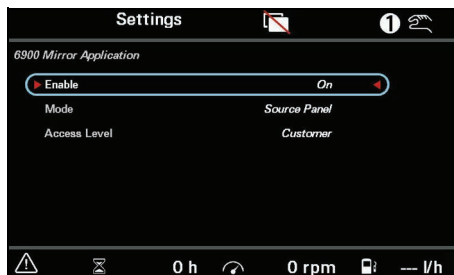 Settings 1
6900 Mirror Application
Enable On
Mode Source Panel
Access Level Customer
0 h 0 rpm --- l/h